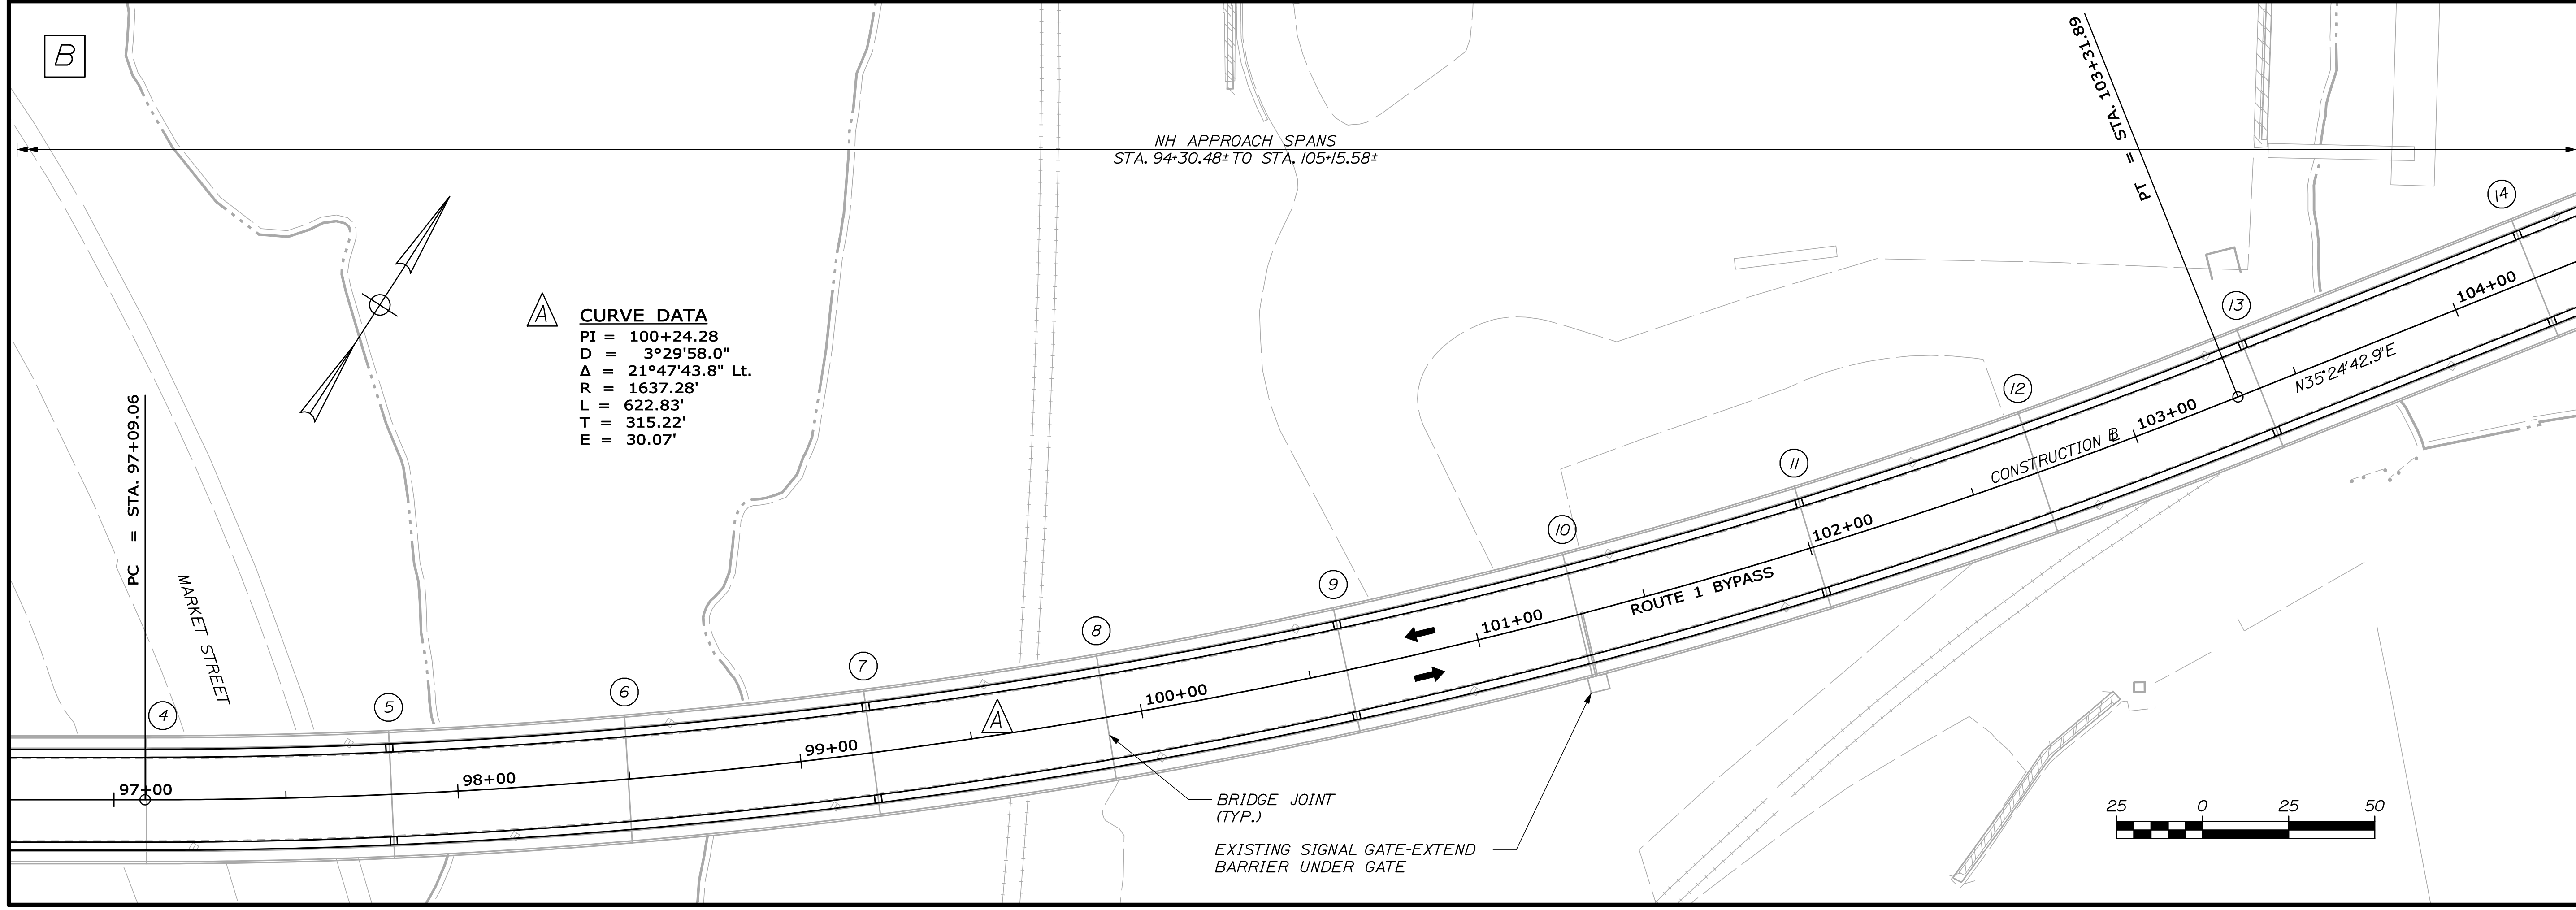 B
NH APPROACH SPANS
STA. 94+30.48± TO STA. 105+15.58±
PT = STA. 103+31.89
A
CURVE DATA
PI = 100+24.28
D = 3°29'58.0"
Δ = 21°47'43.8" Lt.
R = 1637.28'
L = 622.83'
T = 315.22'
E = 30.07'
PC = STA. 97+09.06
MARKET STREET
4
5
6
7
8
9
10
11
12
13
14
97+00
98+00
99+00
A
100+00
101+00
ROUTE 1 BYPASS
102+00
CONSTRUCTION BL
103+00
N35°24'42.9"E
104+00
BRIDGE JOINT
(TYP.)
EXISTING SIGNAL GATE-EXTEND
BARRIER UNDER GATE
25 0 25 50